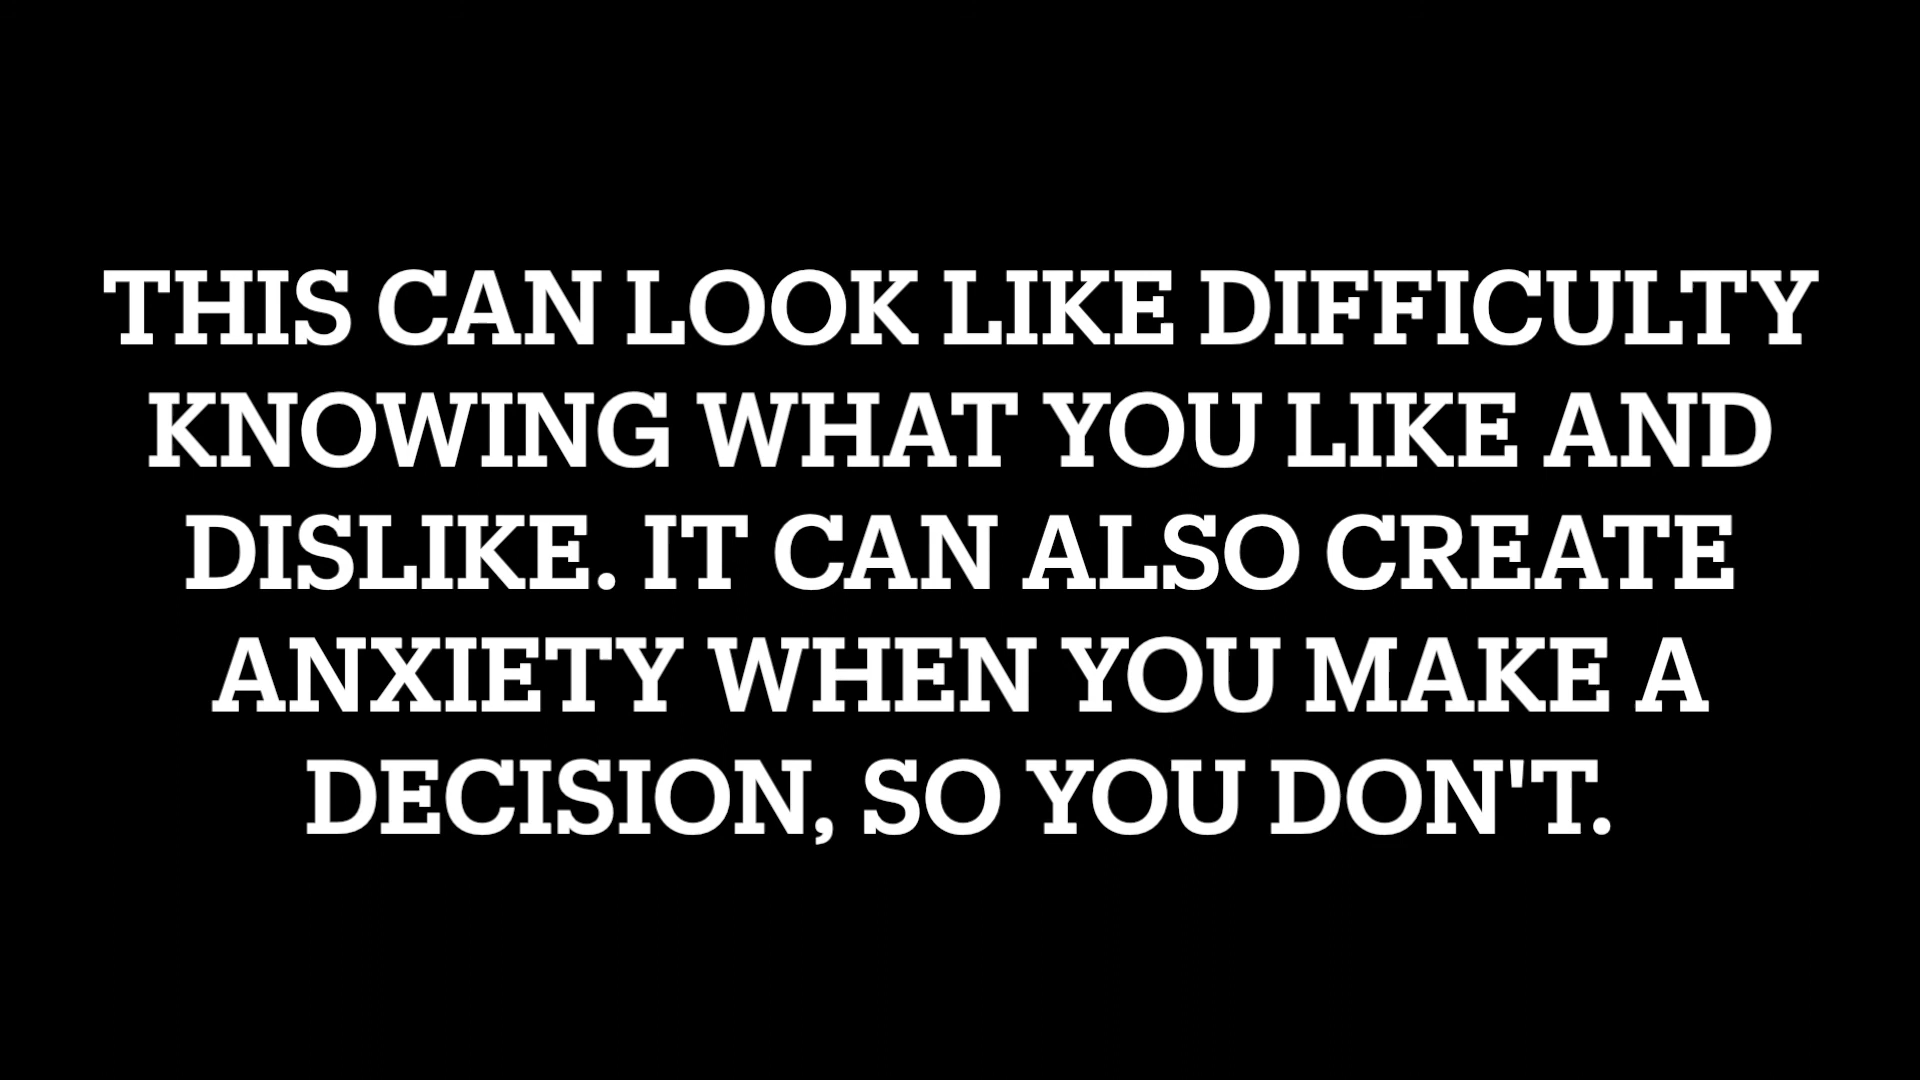 THIS CAN LOOK LIKE DIFFICULTY
KNOWING WHAT YOU LIKE AND
DISLIKE. IT CAN ALSO CREATE
ANXIETY WHEN YOU MAKE A
DECISION, SO YOU DON'T.